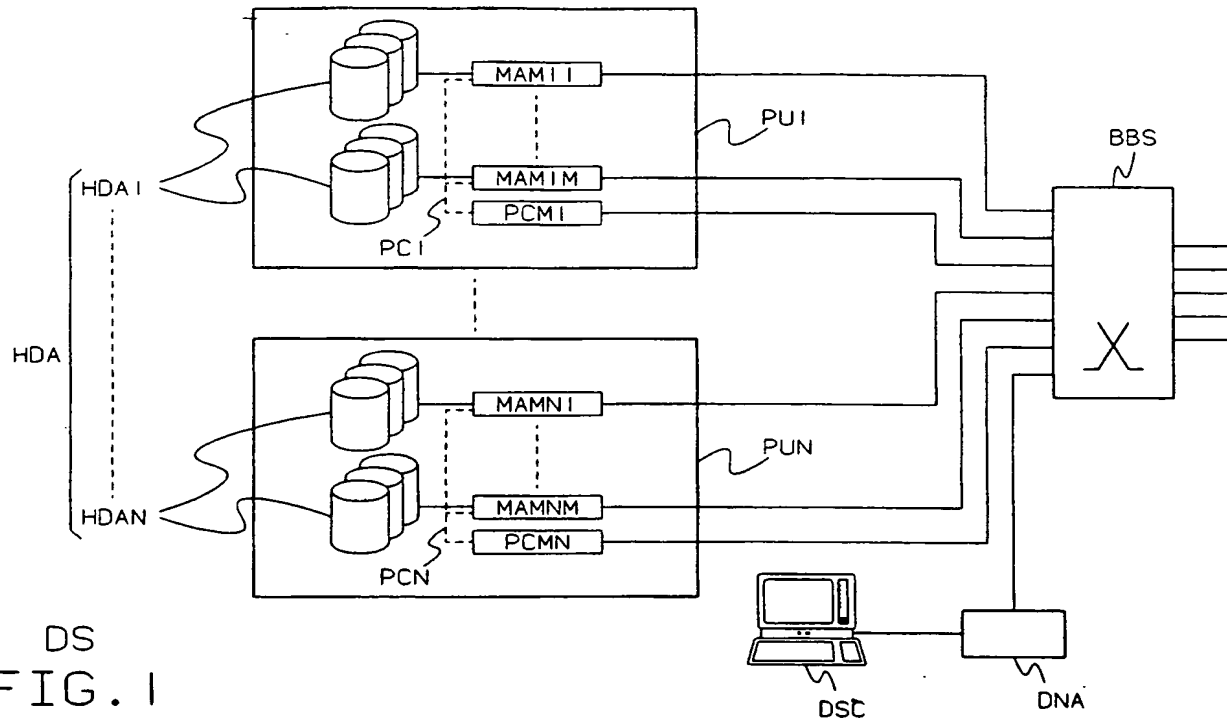 MAM11
PU1
BBS
HDA1
MAM1M
PCM1
PC1
HDA
MAMN1
PUN
HDAN
MAMNM
PCMN
PCN
DS
FIG. 1
DSC
DNA